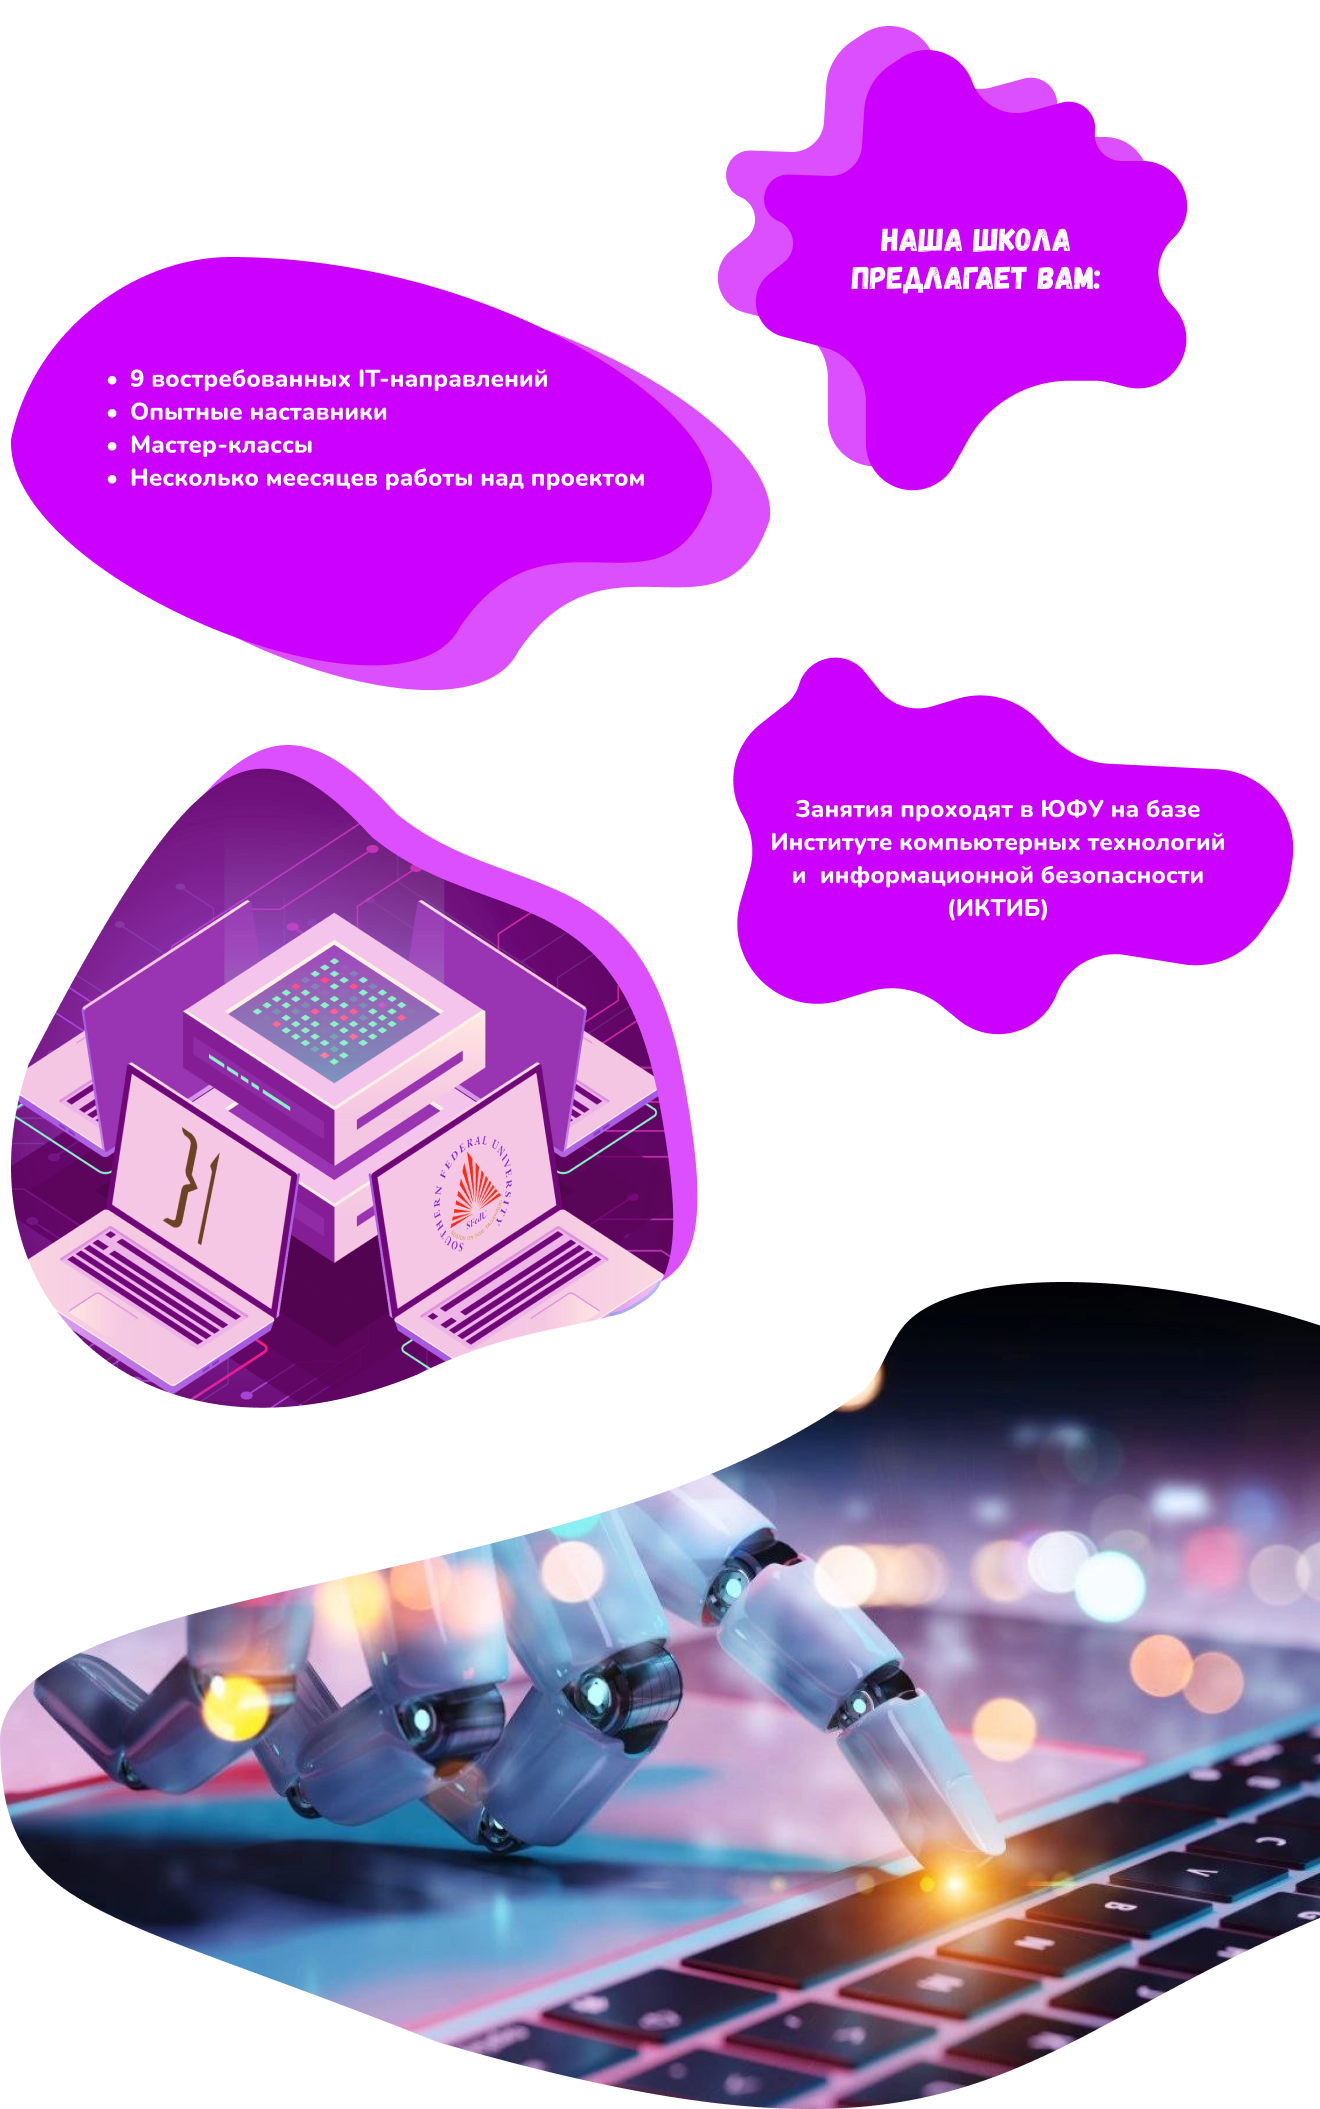 НАША ШКОЛА
ПРЕДЛАГАЕТ ВАМ:
• 9 востребованных IT-направлений
• Опытные наставники
• Мастер-классы
• Несколько меесяцев работы над проектом
Занятия проходят в ЮФУ на базе
Институте компьютерных технологий
и информационной безопасности
(ИКТИБ)
SOUTHERN FEDERAL UNIVERSITY
SFedU
C
V
B
N
M
G